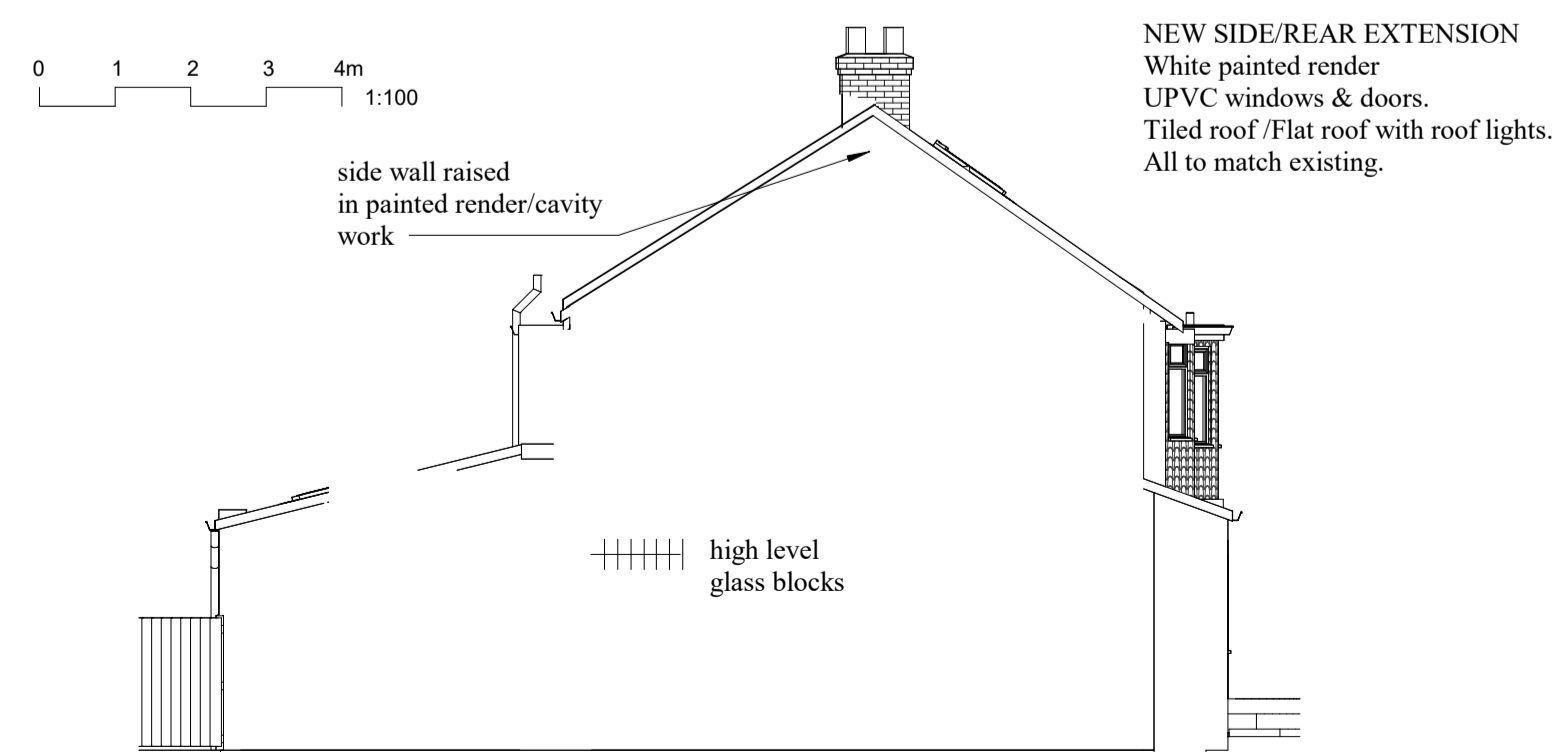 0 1 2 3 4m
1:100
NEW SIDE/REAR EXTENSION
White painted render
UPVC windows & doors.
Tiled roof /Flat roof with roof lights.
All to match existing.
side wall raised
in painted render/cavity
work
high level
glass blocks